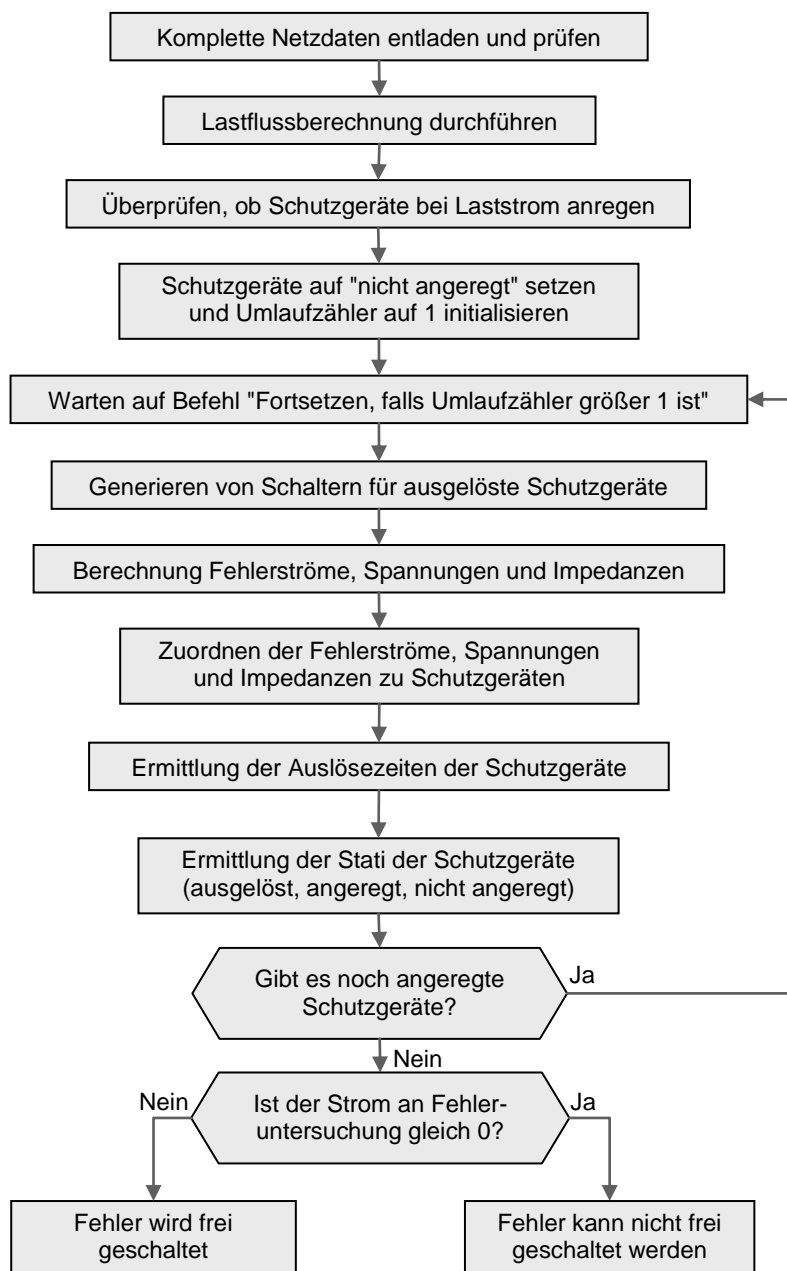 Komplette Netzdaten entladen und prüfen
Lastflussberechnung durchführen
Überprüfen, ob Schutzgeräte bei Laststrom anregen
Schutzgeräte auf "nicht angeregt" setzen
und Umlaufzähler auf 1 initialisieren
Warten auf Befehl "Fortsetzen, falls Umlaufzähler größer 1 ist"
Generieren von Schaltern für ausgelöste Schutzgeräte
Berechnung Fehlerströme, Spannungen und Impedanzen
Zuordnen der Fehlerströme, Spannungen
und Impedanzen zu Schutzgeräten
Ermittlung der Auslösezeiten der Schutzgeräte
Ermittlung der Stati der Schutzgeräte
(ausgelöst, angeregt, nicht angeregt)
Gibt es noch angeregte
Schutzgeräte?
Ja
Nein
Nein
Ist der Strom an Fehler-
untersuchung gleich 0?
Ja
Fehler wird frei
geschaltet
Fehler kann nicht frei
geschaltet werden